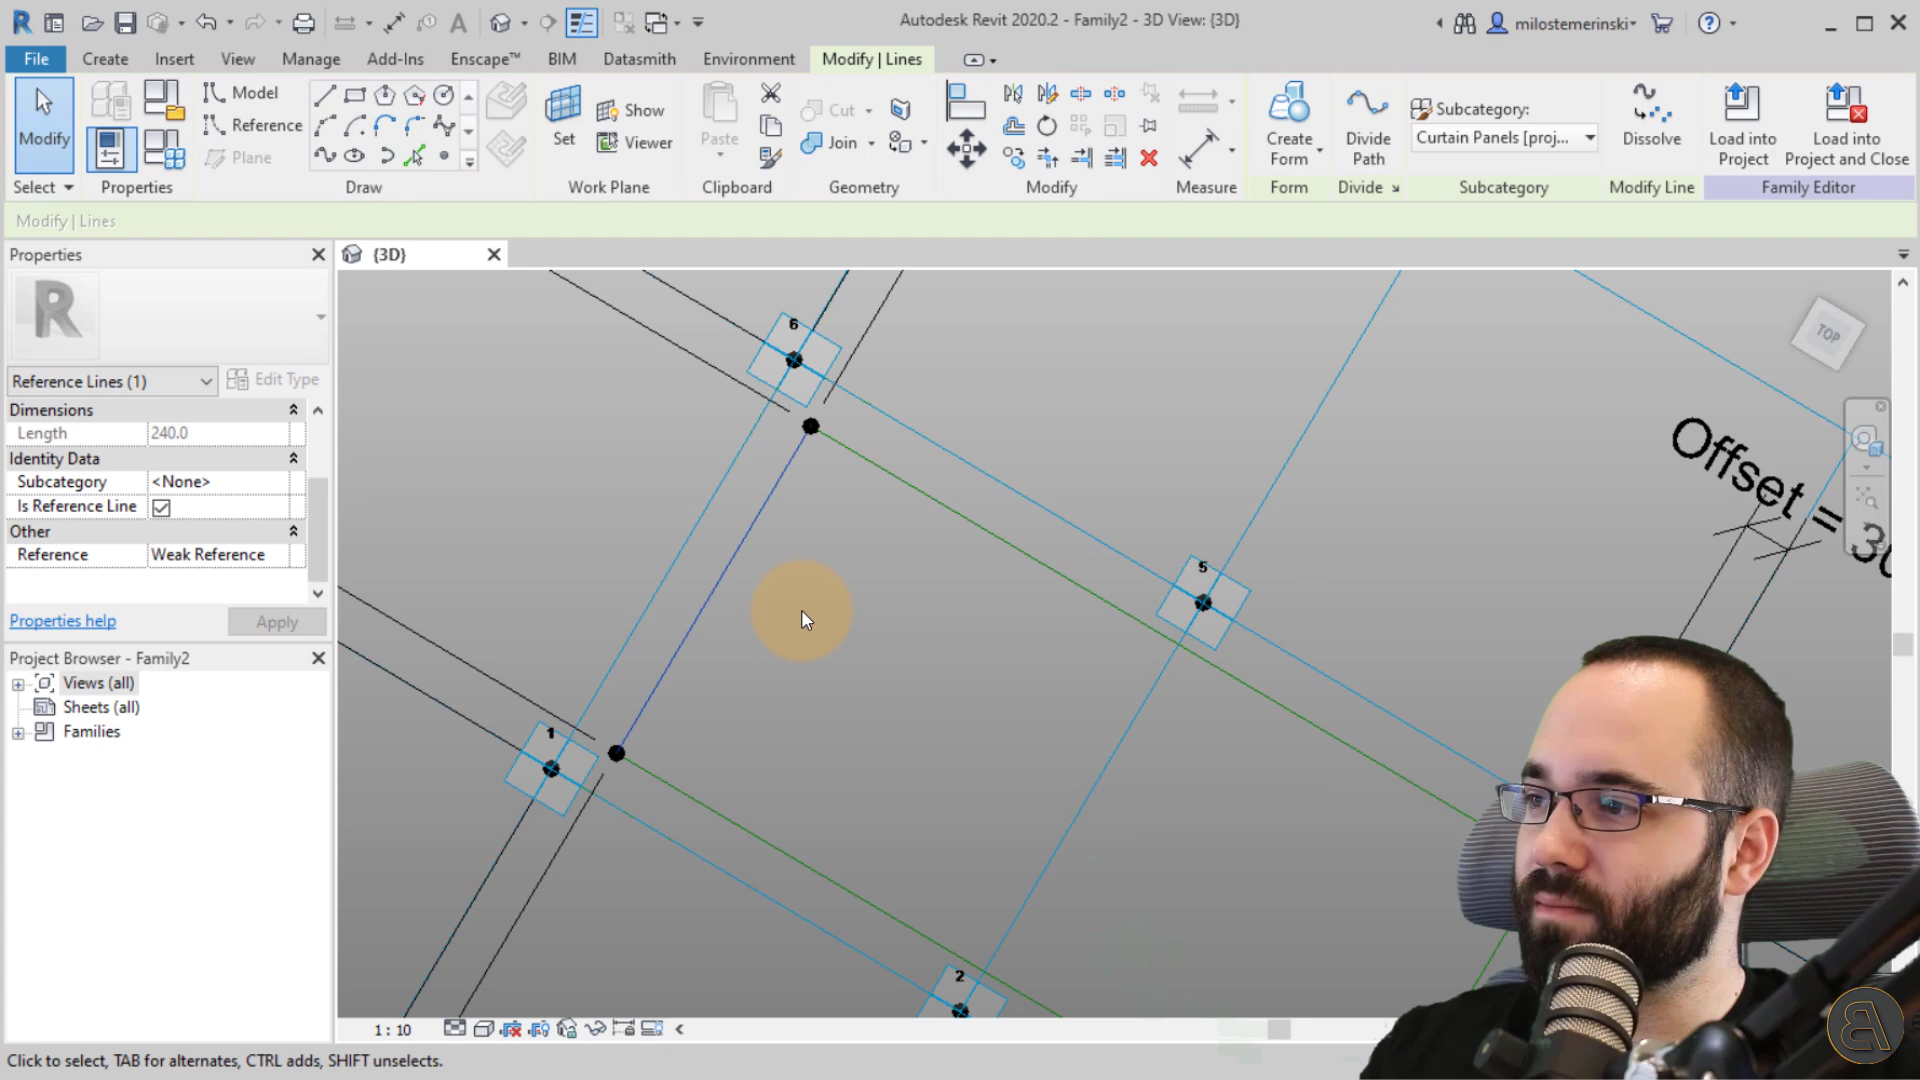 Autodesk Revit 2020.2 - Family2 - 3D View: {3D}
milostemerinski
File
Create
Insert
View
Manage
Add-Ins
Enscape™
BIM
Datasmith
Environment
Modify | Lines
Modify
Model
Reference
Plane
Set
Show
Viewer
Paste
Cut
Join
Create
Form
Divide
Path
Subcategory:
Curtain Panels [proj...
Dissolve
Load into
Project
Load into
Project and Close
Select
Properties
Draw
Work Plane
Clipboard
Geometry
Modify
Measure
Form
Divide
Subcategory
Modify Line
Family Editor
Modify | Lines
Properties
{3D}
R
Reference Lines (1)
Edit Type
Dimensions
Length
240.0
Identity Data
Subcategory
<None>
Is Reference Line
Other
Reference
Weak Reference
Properties help
Apply
Project Browser - Family2
Views (all)
Sheets (all)
Families
6
TOP
Offset = 30
5
1
2
1 : 10
Click to select, TAB for alternates, CTRL adds, SHIFT unselects.